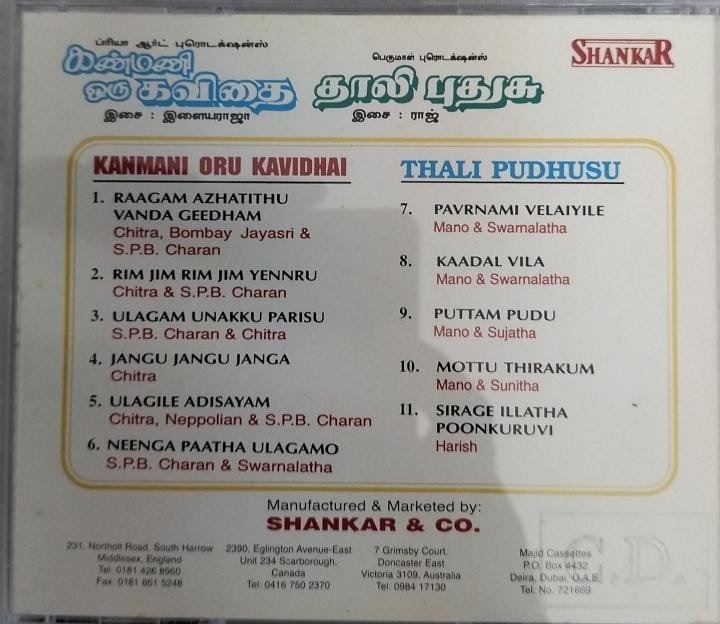 ப்ரியா ஆர்ட் புரொடக்ஷன்ஸ்
கண்மணி
ஒரு கவிதை
இசை : இளையராஜா
பெருமாள் புரொடக்ஷன்ஸ்
தாலி புதுசு
இசை : ராஜ்
SHANKAR
KANMANI ORU KAVIDHAI
1. RAAGAM AZHATITHU
VANDA GEEDHAM
Chitra, Bombay Jayasri &
S.P.B. Charan
2. RIM JIM RIM JIM YENNRU
Chitra & S.P.B. Charan
3. ULAGAM UNAKKU PARISU
S.P.B. Charan & Chitra
4. JANGU JANGU JANGA
Chitra
5. ULAGILE ADISAYAM
Chitra, Neppolian & S.P.B. Charan
6. NEENGA PAATHA ULAGAMO
S.P.B. Charan & Swarnalatha
THALI PUDHUSU
7. PAVRNAMI VELAIYILE
Mano & Swarnalatha
8. KAADAL VILA
Mano & Swarnalatha
9. PUTTAM PUDU
Mano & Sujatha
10. MOTTU THIRAKUM
Mano & Sunitha
11. SIRAGE ILLATHA
POONKURUVI
Harish
Manufactured & Marketed by:
SHANKAR & CO.
231, Northolt Road, South Harrow
Middlesex, England
Tel: 0181 426 8960
Fax: 0181 861 5248
2390, Eglington Avenue-East
Unit 234 Scarborough,
Canada
Tel: 0416 750 2370
7 Grimsby Court,
Doncaster East
Victoria 3109, Australia
Tel: 0984 17130
Majid Cassettes
P.O. Box 4432
Deira, Dubai, U.A.E.
Tel. No. 721669
C.D.